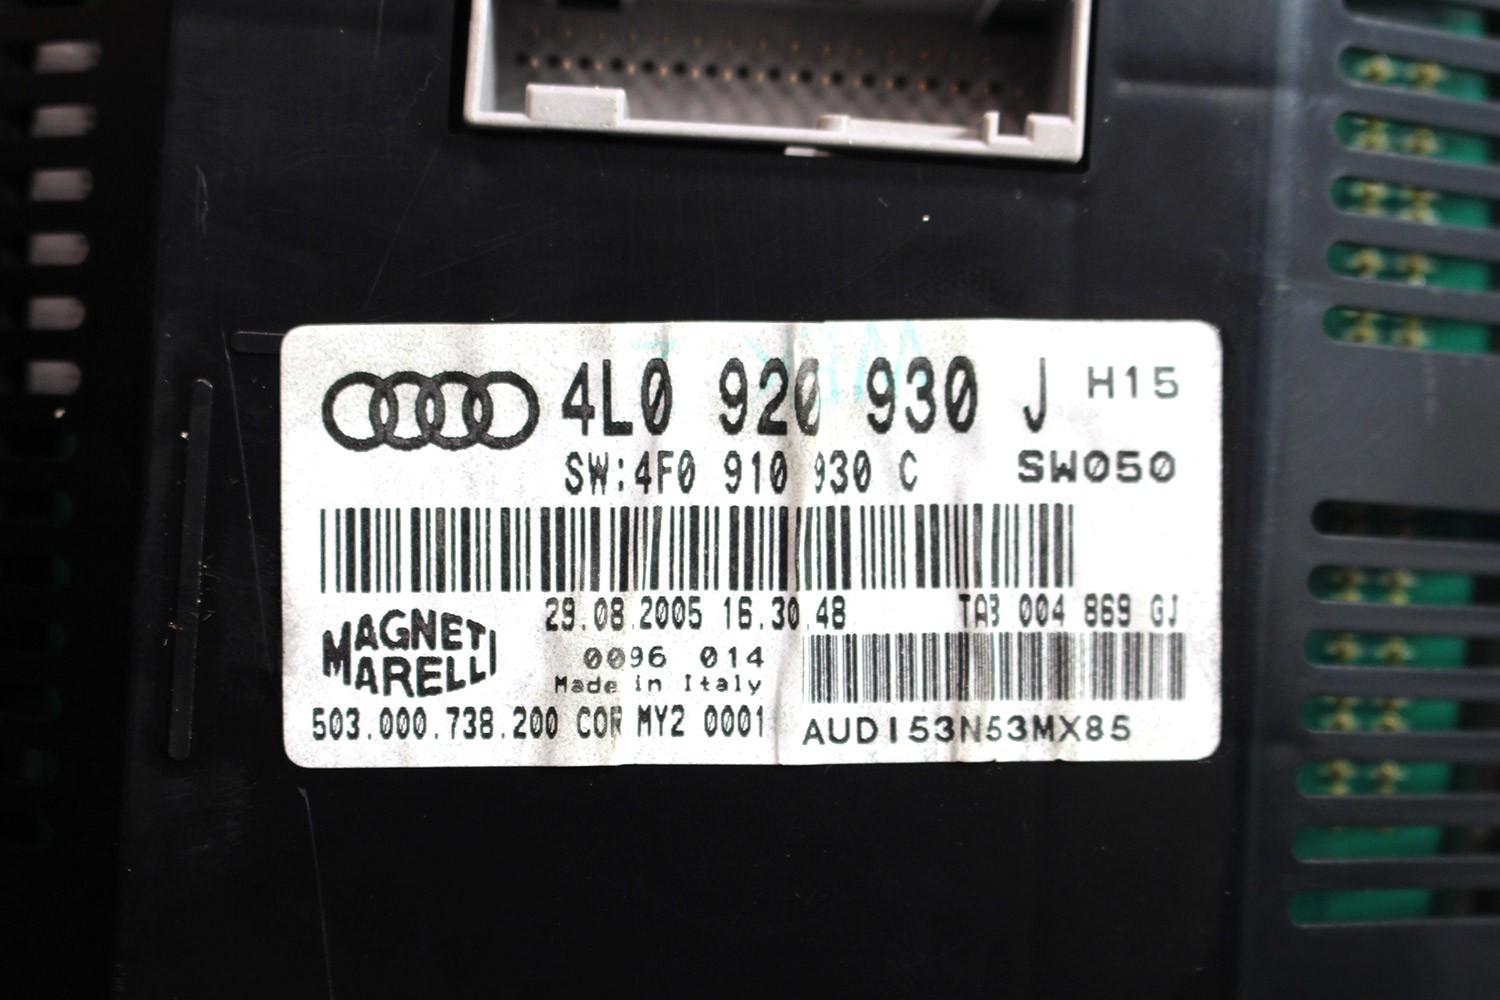 4L0 920 930 J H15
SW:4F0 910 930 C SW050
29.08.2005 16.30.48 TAB 004 869 GJ
MAGNETI
MARELLI
0096 014
Made in Italy
503.000.738.200 COR MY2 0001
AUDI53N53MX85